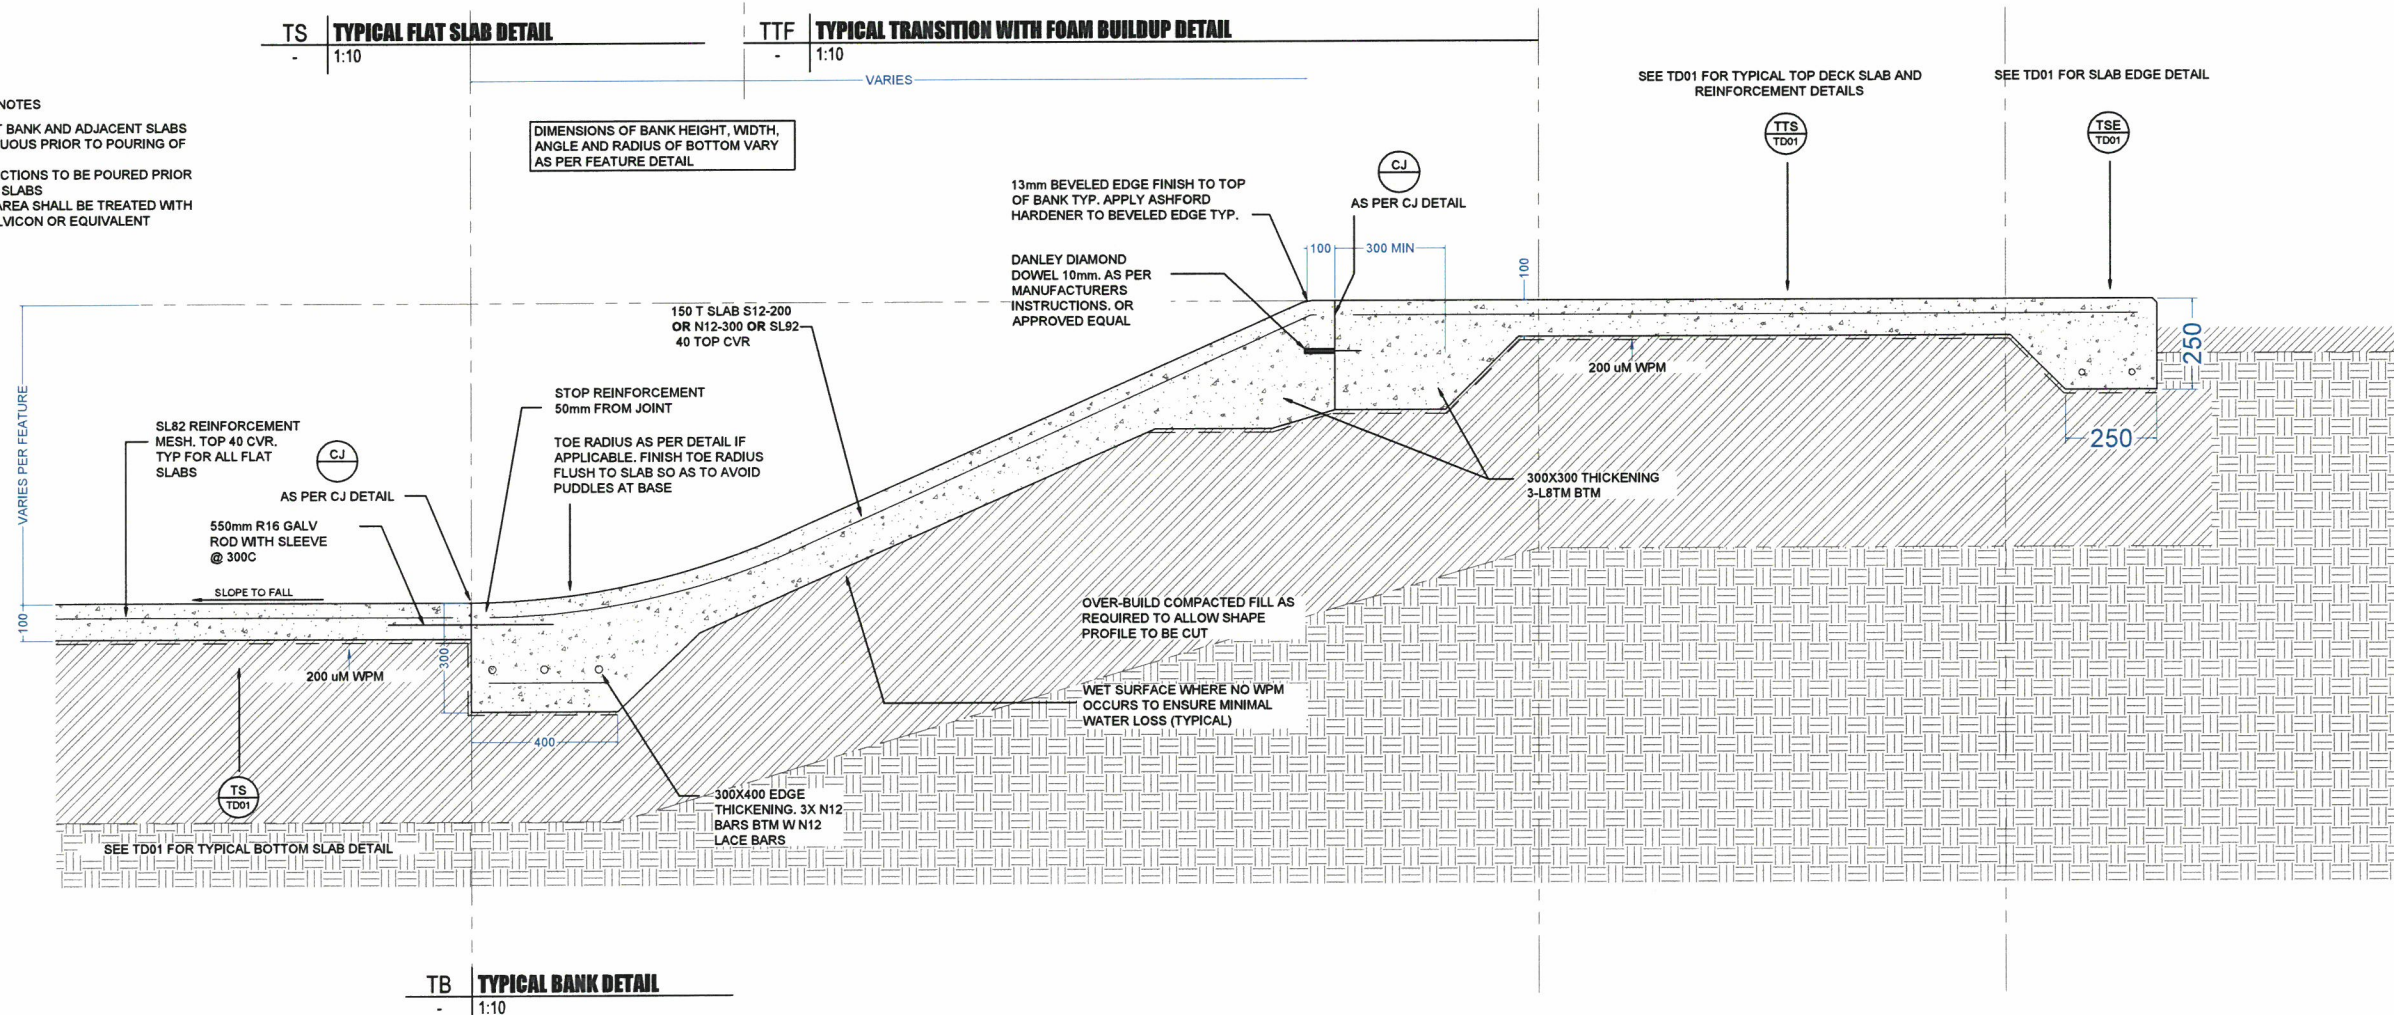 TS TYPICAL FLAT SLAB DETAIL
- 1:10
TTF TYPICAL TRANSITION WITH FOAM BUILDUP DETAIL
- 1:10
VARIES
NOTES
BANK AND ADJACENT SLABS
PRIOR TO POURING OF
TO BE POURED PRIOR
SLABS
AREA SHALL BE TREATED WITH
OR EQUIVALENT
DIMENSIONS OF BANK HEIGHT, WIDTH,
ANGLE AND RADIUS OF BOTTOM VARY
AS PER FEATURE DETAIL
SEE TD01 FOR TYPICAL TOP DECK SLAB AND
REINFORCEMENT DETAILS
TTS
TD01
SEE TD01 FOR SLAB EDGE DETAIL
TSE
TD01
13mm BEVELED EDGE FINISH TO TOP
OF BANK TYP. APPLY ASHFORD
HARDENER TO BEVELED EDGE TYP.
CJ
AS PER CJ DETAIL
100
300 MIN
100
DANLEY DIAMOND
DOWEL 10mm. AS PER
MANUFACTURERS
INSTRUCTIONS. OR
APPROVED EQUAL
150 T SLAB S12-200
OR N12-300 OR SL92
40 TOP CVR
250
200 uM WPM
250
VARIES PER FEATURE
STOP REINFORCEMENT
50mm FROM JOINT
SL82 REINFORCEMENT
MESH. TOP 40 CVR.
TYP FOR ALL FLAT
SLABS
CJ
AS PER CJ DETAIL
TOE RADIUS AS PER DETAIL IF
APPLICABLE. FINISH TOE RADIUS
FLUSH TO SLAB SO AS TO AVOID
PUDDLES AT BASE
300X300 THICKENING
3-L8TM BTM
550mm R16 GALV
ROD WITH SLEEVE
@ 300C
SLOPE TO FALL
100
300
200 uM WPM
OVER-BUILD COMPACTED FILL AS
REQUIRED TO ALLOW SHAPE
PROFILE TO BE CUT
WET SURFACE WHERE NO WPM
OCCURS TO ENSURE MINIMAL
WATER LOSS (TYPICAL)
400
TS
TD01
300X400 EDGE
THICKENING. 3X N12
BARS BTM W N12
LACE BARS
SEE TD01 FOR TYPICAL BOTTOM SLAB DETAIL
TB TYPICAL BANK DETAIL
- 1:10